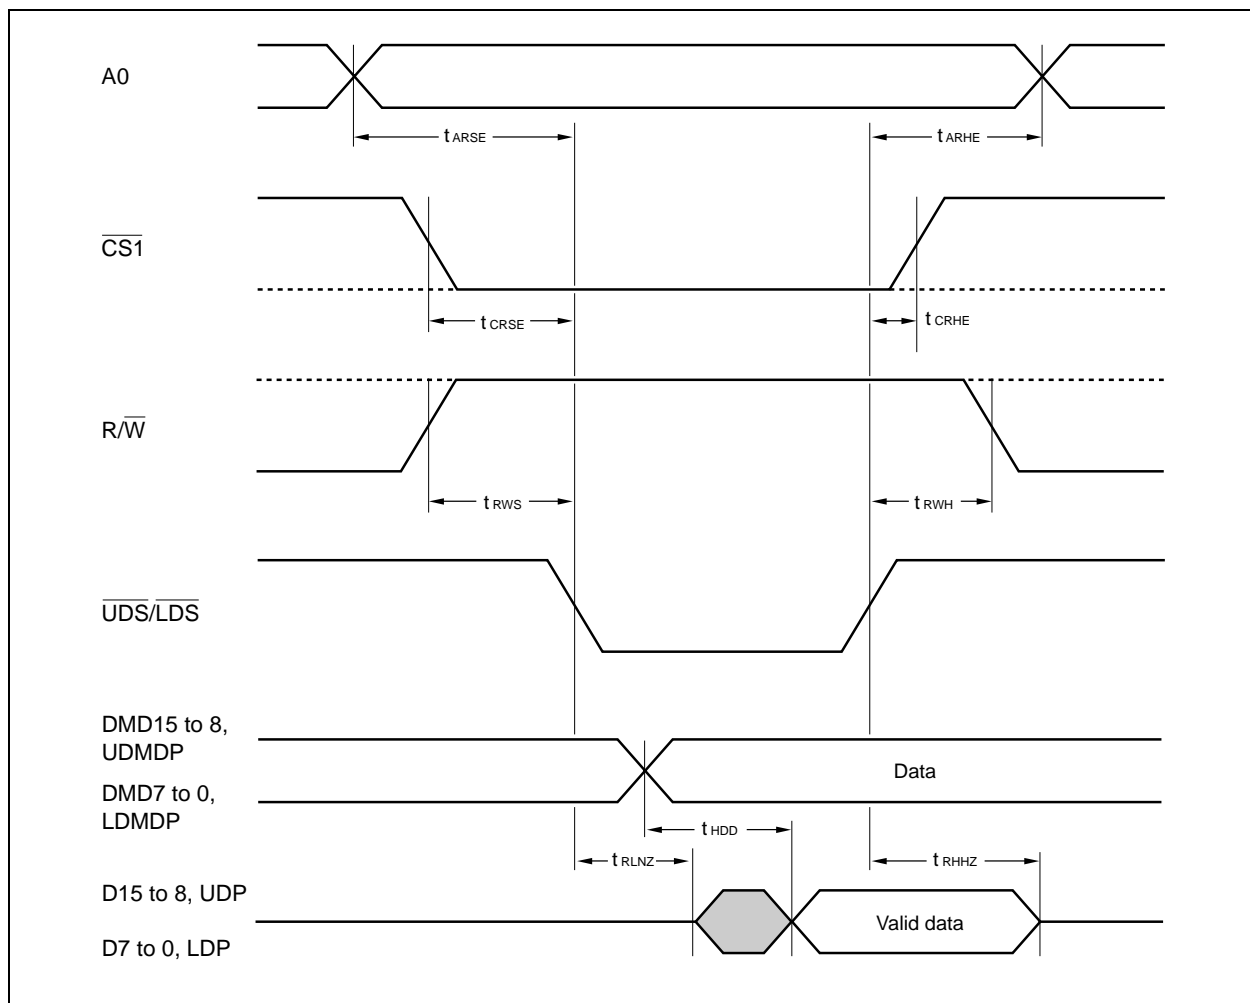 A0
t ARSE
t ARHE
CS1
t CRSE
t CRHE
R/W
t RWS
t RWH
UDS/LDS
DMD15 to 8,
UDMDP
Data
DMD7 to 0,
LDMDP
t HDD
t RLNZ
t RHHZ
D15 to 8, UDP
Valid data
D7 to 0, LDP